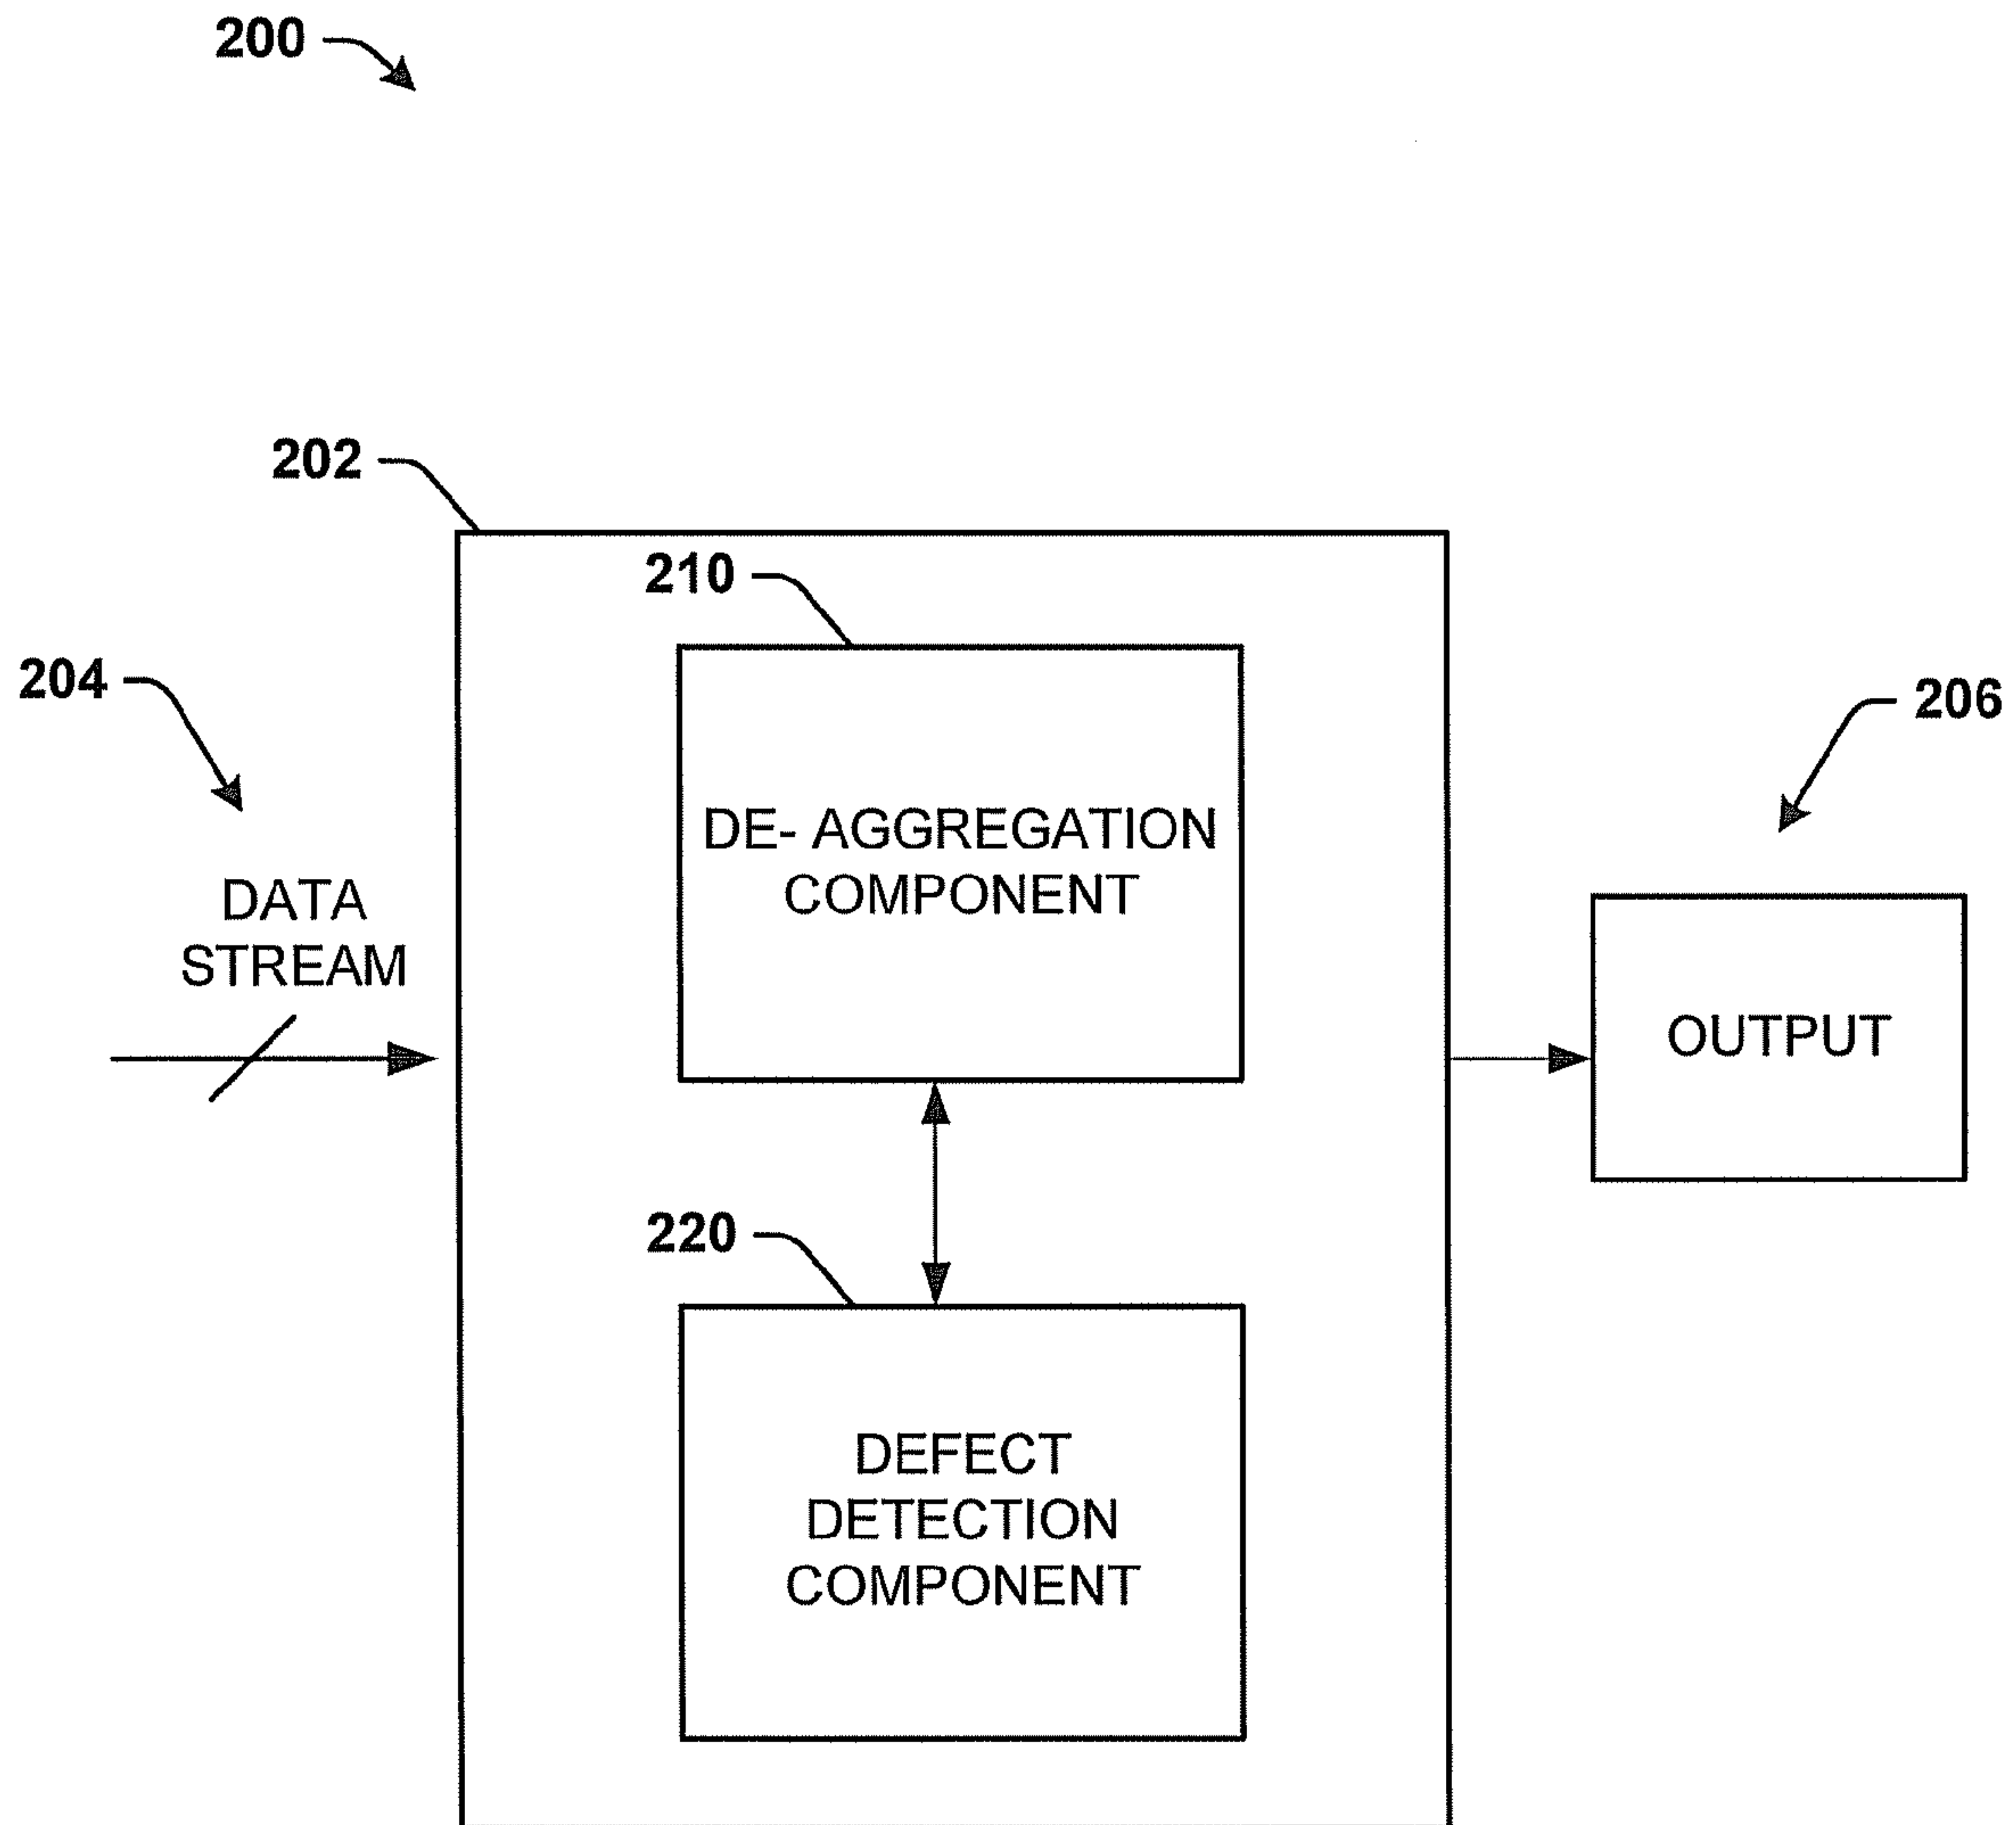 200
202
210
204
206
DE- AGGREGATION
COMPONENT
DATA
STREAM
OUTPUT
220
DEFECT
DETECTION
COMPONENT